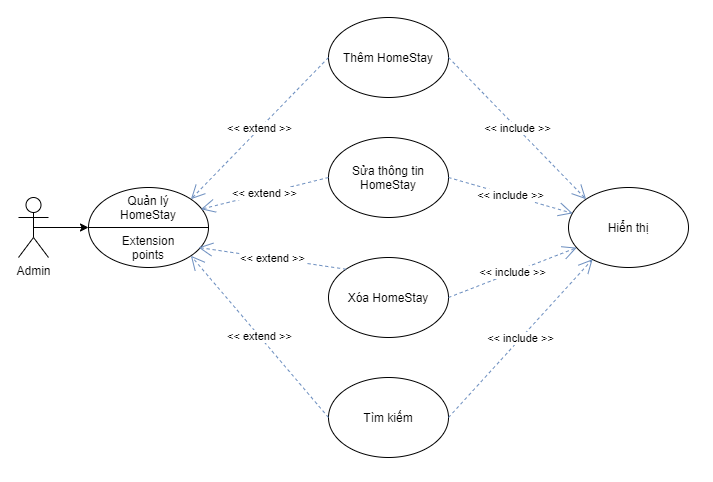 Thêm HomeStay
<< extend >>
<< include >>
Sửa thông tin
HomeStay
<< extend >>
<< include >>
Quản lý
HomeStay
Extension
points
Admin
Hiển thị
<< extend >>
<< include >>
Xóa HomeStay
<< extend >>
<< include >>
Tìm kiếm